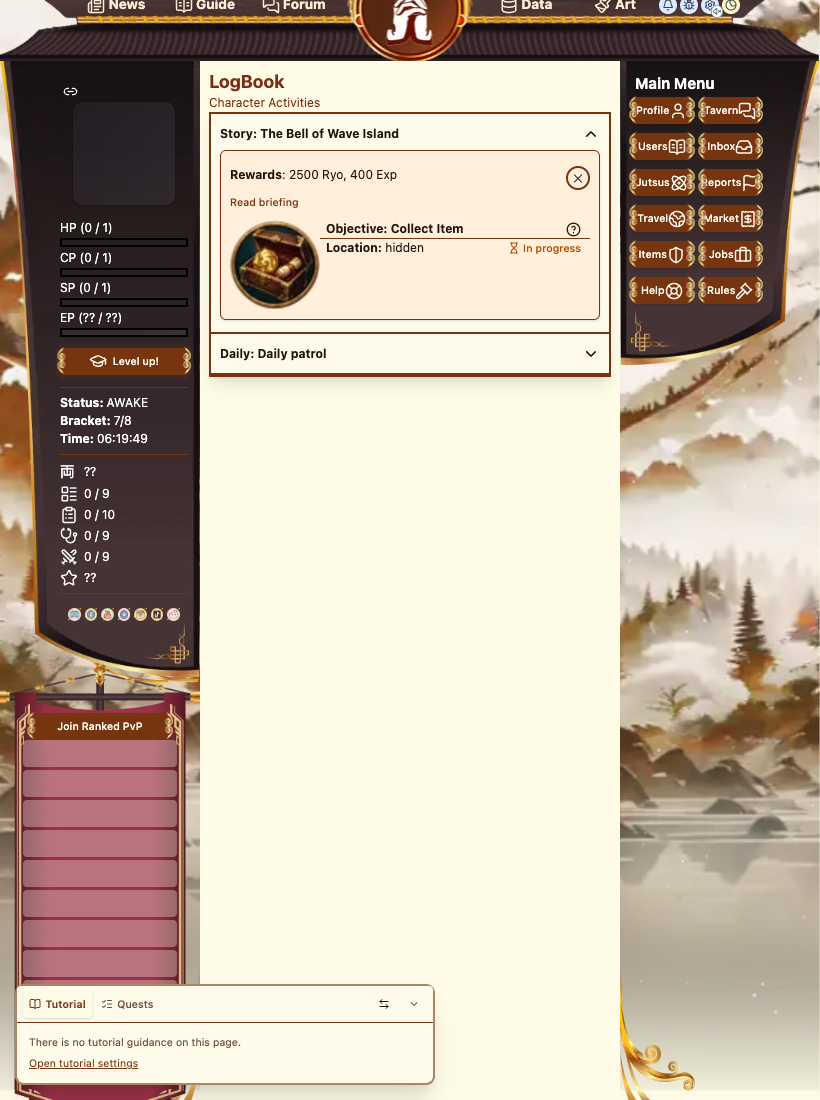 News
Guide
Forum
Data
Art
LogBook
Character Activities
Story: The Bell of Wave Island
Rewards: 2500 Ryo, 400 Exp
Read briefing
Objective: Collect Item
Location: hidden
In progress
Daily: Daily patrol
HP (0 / 1)
CP (0 / 1)
SP (0 / 1)
EP (?? / ??)
Level up!
Status: AWAKE
Bracket: 7/8
Time: 06:19:49
両 ??
0 / 9
0 / 10
0 / 9
0 / 9
??
Join Ranked PvP
Main Menu
Profile
Tavern
Users
Inbox
Jutsus
Reports
Travel
Market
Items
Jobs
Help
Rules
Tutorial
Quests
There is no tutorial guidance on this page.
Open tutorial settings